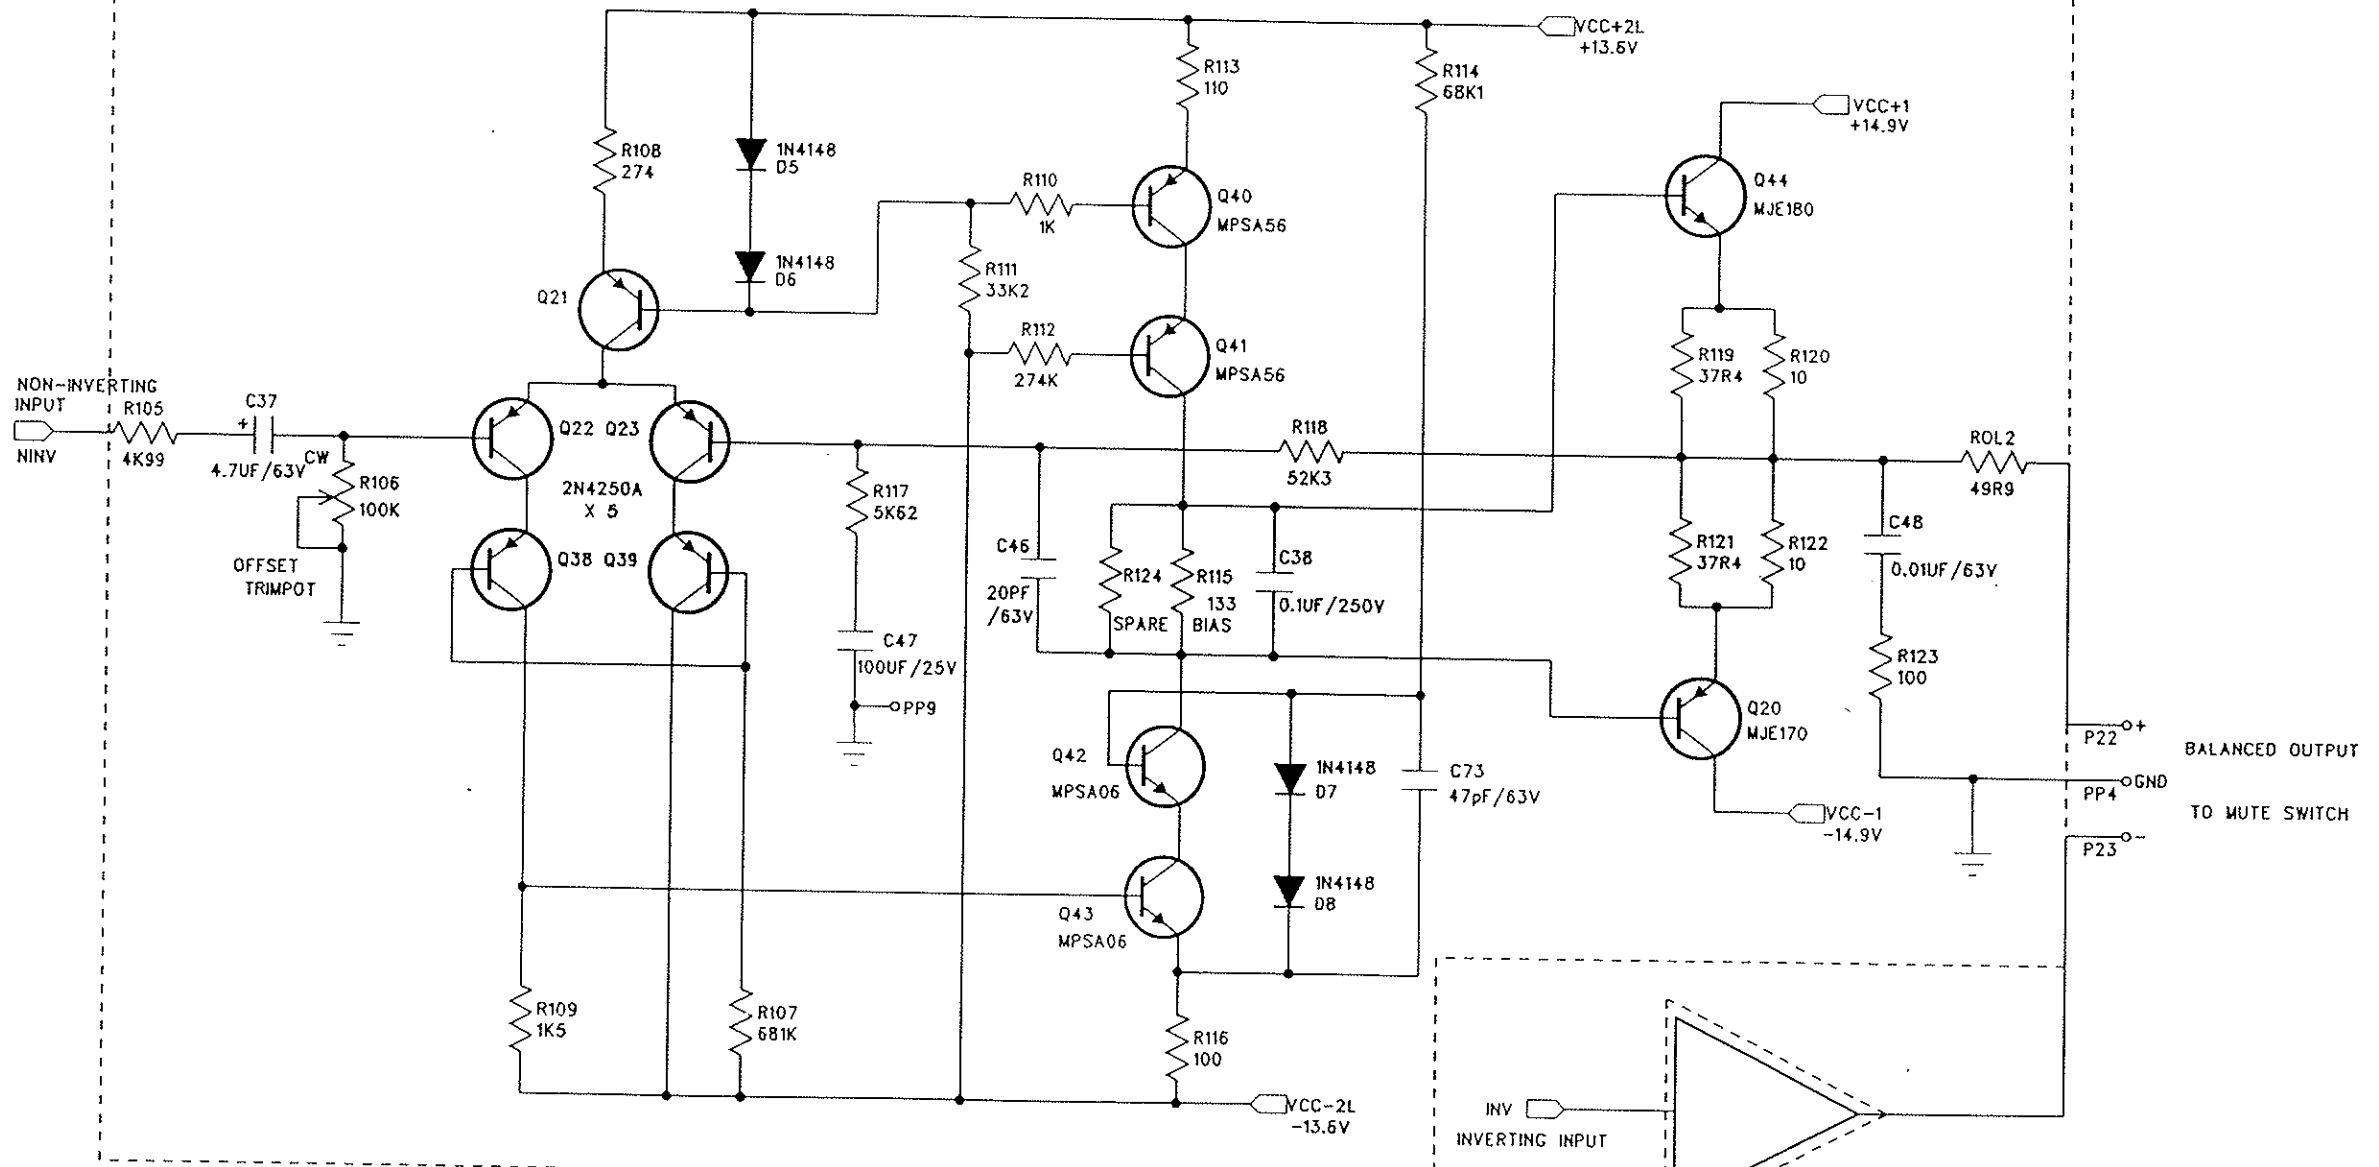 VCC+2L
+13.6V
R113
110
R114
68K1
VCC+1
+14.9V
R108
274
1N4148
D5
R110
1K
Q40
MPSA56
Q44
MJE180
1N4148
D6
Q21
R111
33K2
R112
274K
Q41
MPSA56
R119
37R4
R120
10
NON-INVERTING
INPUT
NINV
R105
4K99
C37
+
4.7UF/63V
CW
R106
100K
OFFSET
TRIMPOT
Q22 Q23
2N4250A
X 5
Q38 Q39
R117
5K62
R118
52K3
ROL2
49R9
C46
20PF
/63V
R124
SPARE
R115
133
BIAS
C38
0.1UF/250V
R121
37R4
R122
10
C48
0.01UF/63V
C47
100UF/25V
PP9
R123
100
Q20
MJE170
Q42
MPSA06
1N4148
D7
C73
47pF/63V
VCC-1
-14.9V
P22 +
BALANCED OUTPUT
PP4 GND
TO MUTE SWITCH
P23 -
1N4148
D8
Q43
MPSA06
R109
1K5
R107
681K
R116
100
VCC-2L
-13.6V
INV
INVERTING INPUT